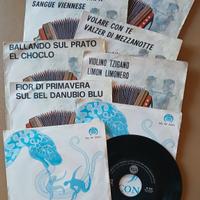 SANGUE VIENNESE
VOLARE CON TE
VALZER DI MEZZANOTTE
BALLANDO SUL PRATO
EL CHOCLO
VIOLINO TZIGANO
LIMON LIMONERO
FIOR DI PRIMAVERA
SUL BEL DANUBIO BLU